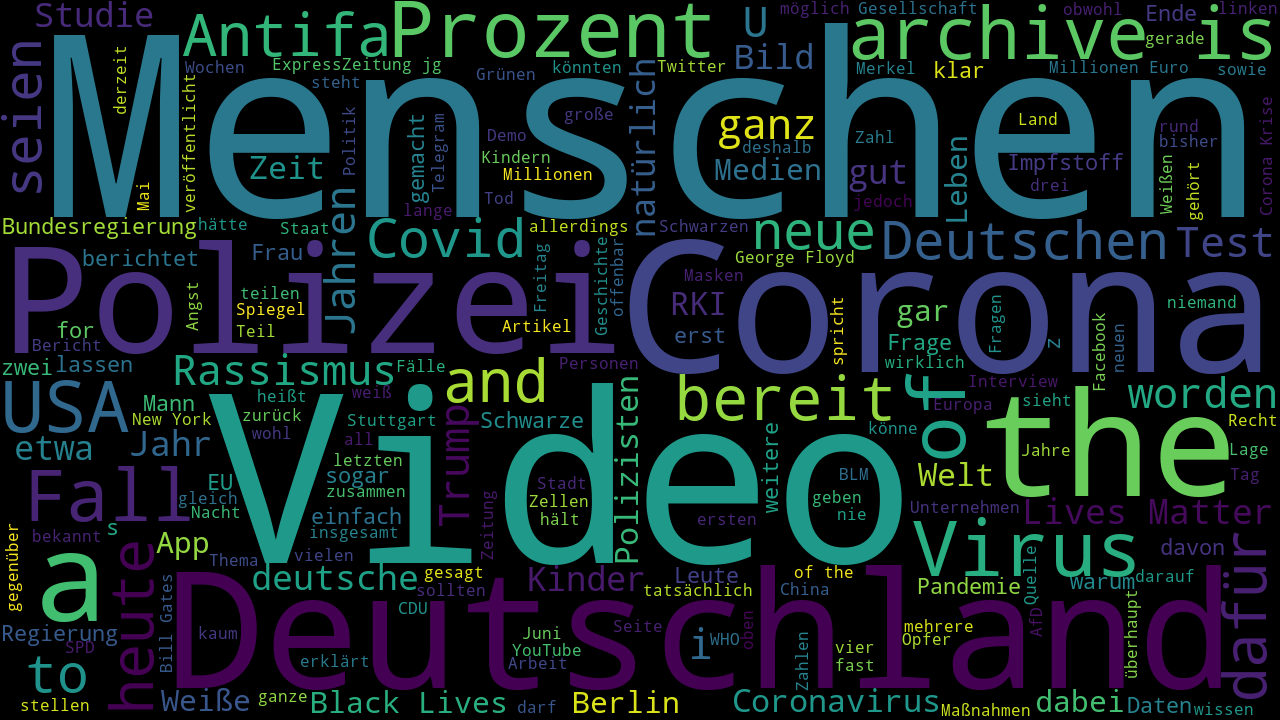 Studie
Antifa
Prozent
U
möglich
Gesellschaft
archive is
obwohl
Ende
linken
gerade
seien
Menschen
derzeit
Wochen
ExpressZeitung jg
steht
Grünen
könnten
natürlich
Twitter
Bild
Merkel
klar
Millionen Euro
sowie
veröffentlicht
Mai
Zeit
Politik
gemacht
Telegram
Demo
große
Kindern
Millionen
Tod
lange
ganz
deshalb
Medien
Zahl
gut
jedoch
Leben
Land
Impfstoff
drei
rund
bisher
Weißen
gehört
Corona Krise
Bundesregierung
hätte
Staat
Jahren
Covid
allerdings
Schwarzen
neue
George Floyd
Deutschen
Test
berichtet
Frau
Polizei
Angst
teilen
Spiegel
Teil
Freitag
Geschichte
offenbar
Artikel
Corona
Masken
RKI
erst
spricht
gar
Frage
wirklich
Fragen
z
Facebook
neuen
niemand
for
Bericht
zwei
lassen
Rassismus
Fälle
Personen
USA
Mann
New York
heißt
zurück
wohl
weiß
Stuttgart
all
letzten
and
Schwarze
Trump
Polizisten
bereit
könne
of
Interview
Europa
sieht
the
Jahre
worden
Recht
Lage
Tag
etwa
Jahr
Video
EU
gleich
Nacht
sogar
zusammen
einfach
insgesamt
vielen
Zeitung
Stadt
Zellen
hält
ersten
weitere
BLM
geben
nie
Welt
Unternehmen
Lives Matter
Fall
bekannt
s
App
Thema
Virus
davon
dafür
gegenüber
a
heute
deutsche
gesagt
sollten
Kinder
Leute
tatsächlich
of the
China
Pandemie
Quelle
warum
darauf
Regierung
SPD
Bill Gates
kaum
Deutschland
CDU
erklärt
Juni
YouTube
Arbeit
Seite
i
WHO
oben
Zahlen
vier
fast
mehrere
Opfer
AfD
überhaupt
to
stellen
Weiße
ganze
Black Lives
darf
Berlin
Coronavirus
Maßnahmen
dabei
Daten
wissen